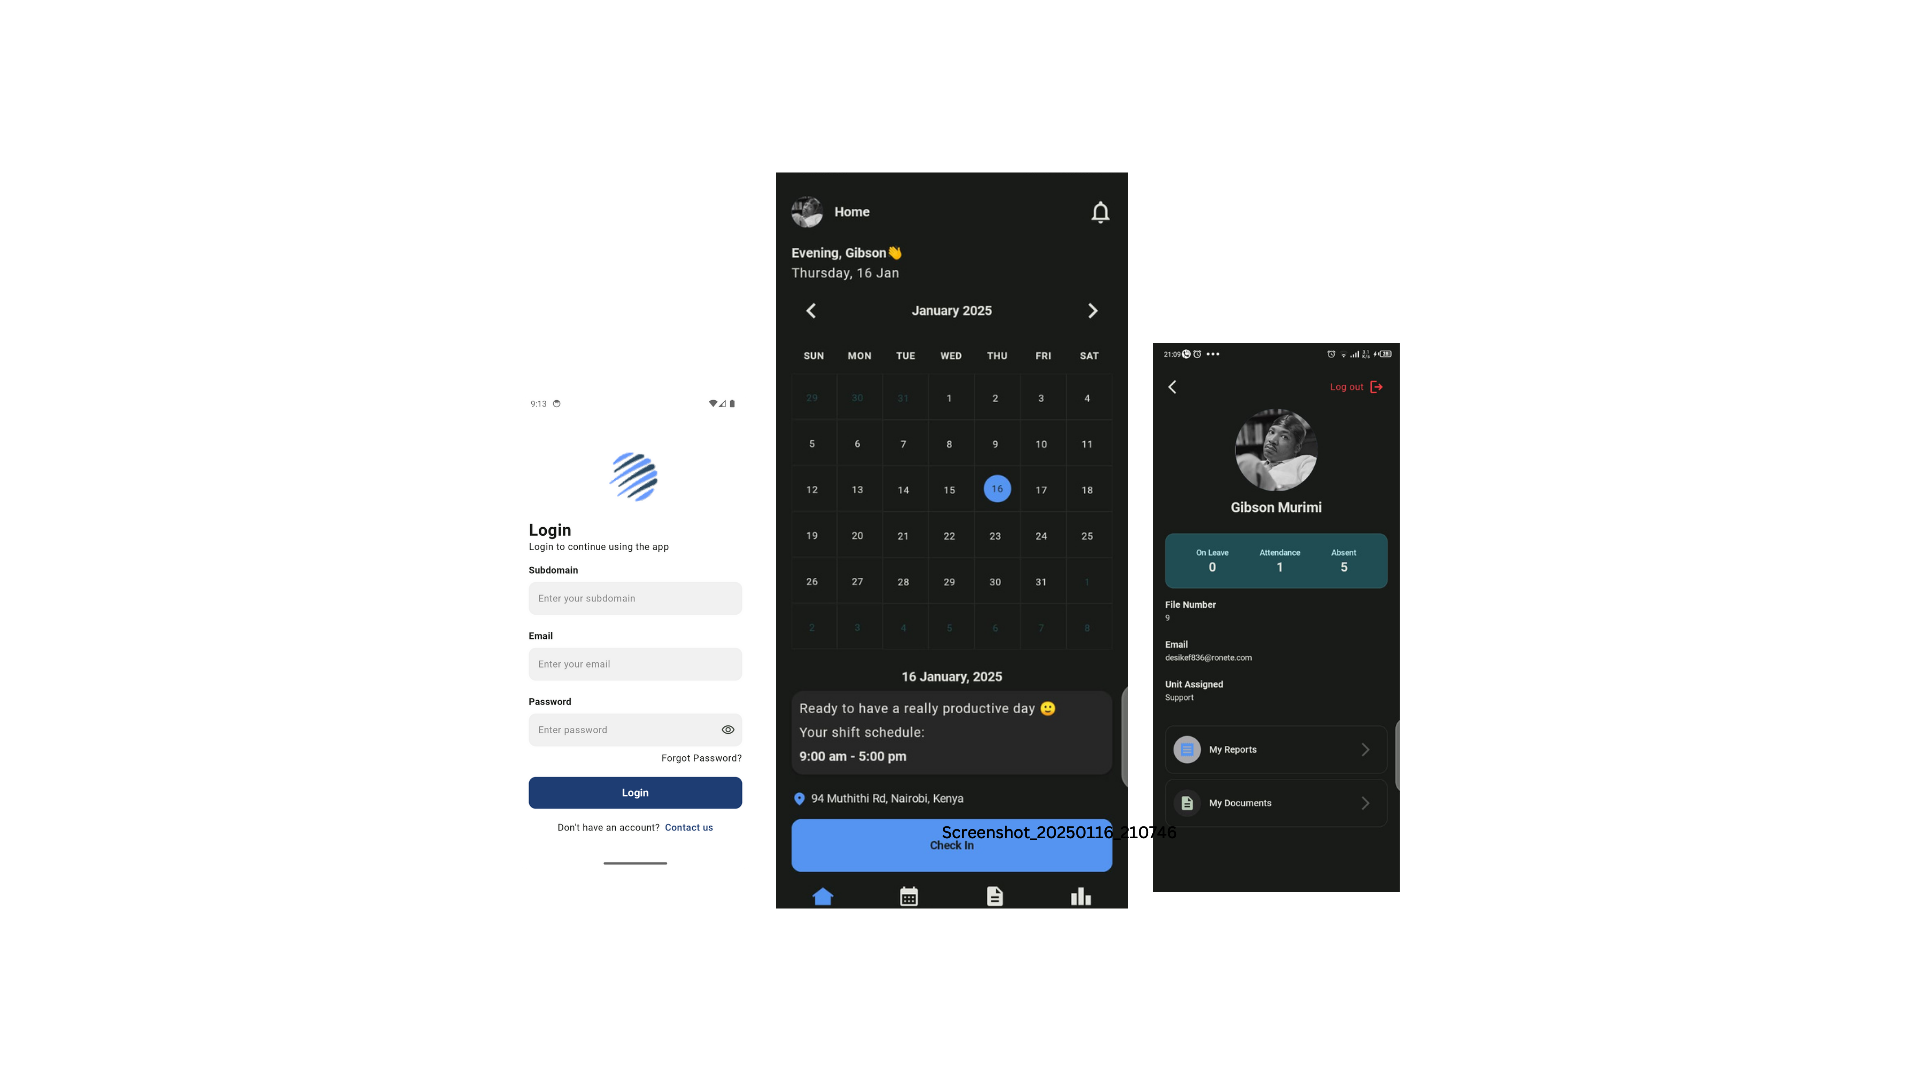 9:13
Login
Login to continue using the app
Subdomain
Enter your subdomain
Email
Enter your email
Password
Enter password
Forgot Password?
Login
Don't have an account? Contact us
Home
Evening, Gibson👋
Thursday, 16 Jan
January 2025
SUN MON TUE WED THU FRI SAT
29 30 31 1 2 3 4
5 6 7 8 9 10 11
12 13 14 15 16 17 18
19 20 21 22 23 24 25
26 27 28 29 30 31 1
2 3 4 5 6 7 8
16 January, 2025
Ready to have a really productive day 🙂
Your shift schedule:
9:00 am - 5:00 pm
94 Muthithi Rd, Nairobi, Kenya
Screenshot_20250116_210746
Check In
21:09
Log out
Gibson Murimi
On Leave Attendance Absent
0 1 5
File Number
9
Email
desikef836@ronete.com
Unit Assigned
Support
My Reports
My Documents